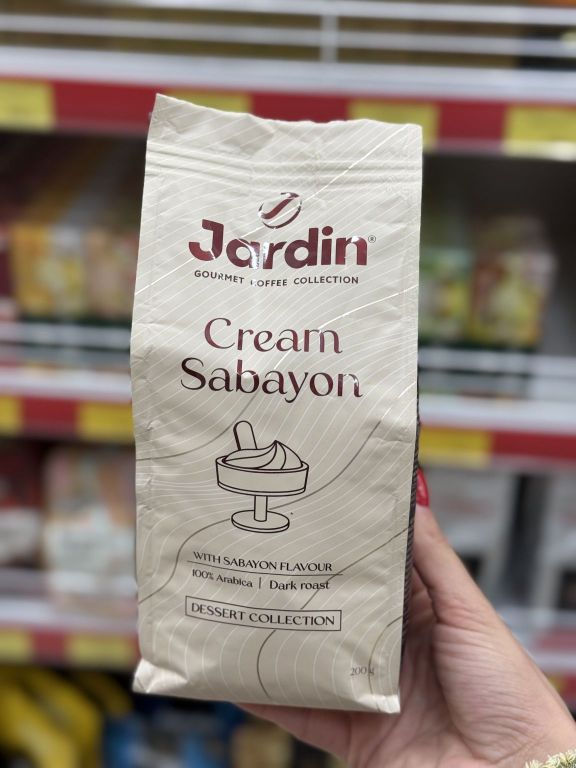 Jardin®
GOURMET COFFEE COLLECTION
Cream
Sabayon
WITH SABAYON FLAVOUR
100% Arabica | Dark roast
DESSERT COLLECTION
200 g